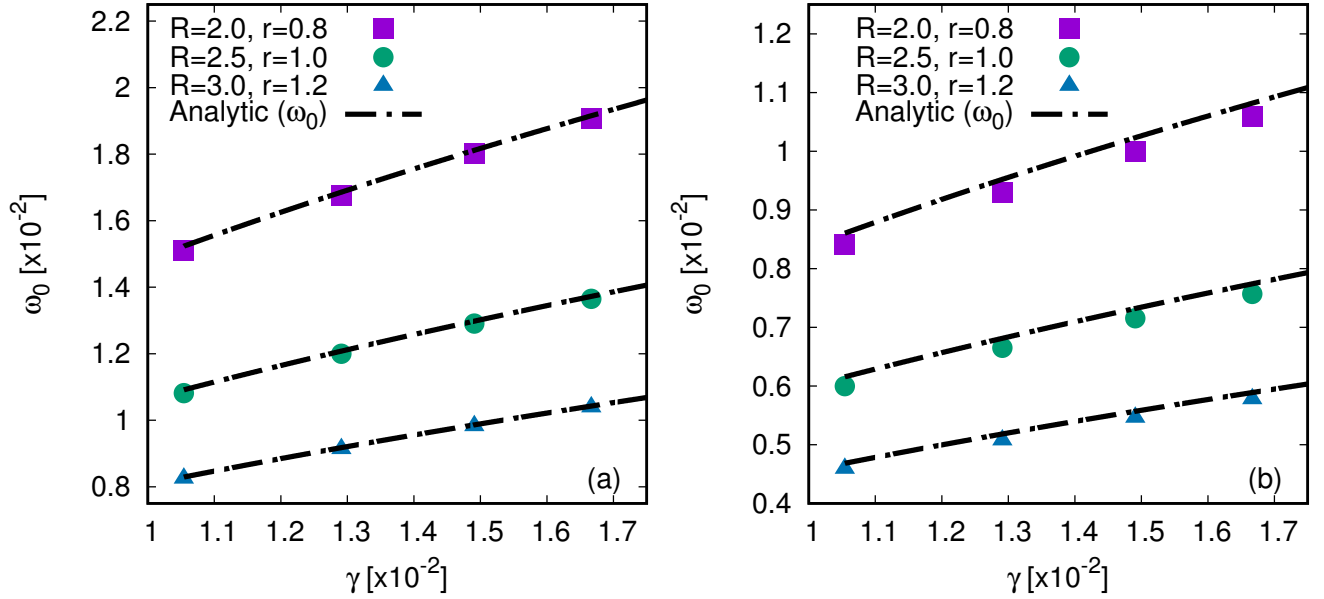 2.2
2
1.8
1.6
1.4
1.2
1
0.8
ω0 [x10-2]
R=2.0, r=0.8
R=2.5, r=1.0
R=3.0, r=1.2
Analytic (ω0)
(a)
1 1.1 1.2 1.3 1.4 1.5 1.6 1.7
γ [x10-2]
1.2
1.1
1
0.9
0.8
0.7
0.6
0.5
0.4
ω0 [x10-2]
R=2.0, r=0.8
R=2.5, r=1.0
R=3.0, r=1.2
Analytic (ω0)
(b)
1 1.1 1.2 1.3 1.4 1.5 1.6 1.7
γ [x10-2]